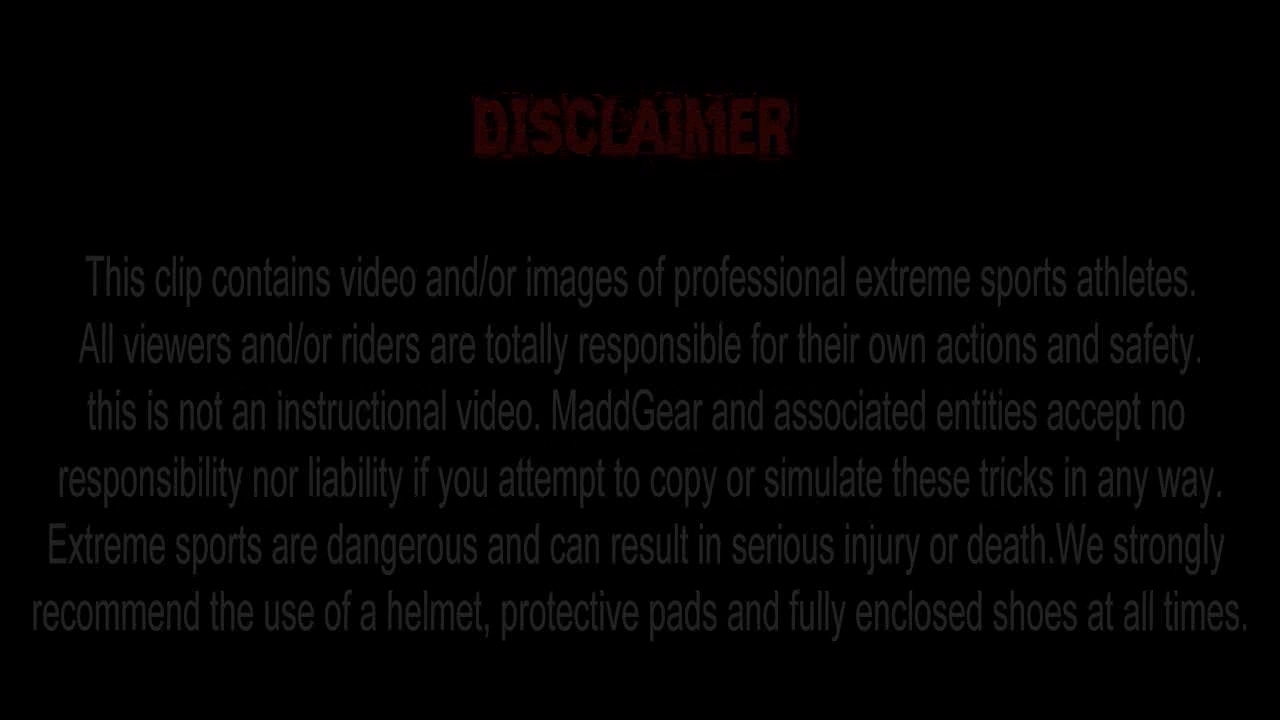 DISCLAIMER
This clip contains video and/or images of professional extreme sports athletes.
All viewers and/or riders are totally responsible for their own actions and safety.
this is not an instructional video. MaddGear and associated entities accept no
responsibility nor liability if you attempt to copy or simulate these tricks in any way.
Extreme sports are dangerous and can result in serious injury or death.We strongly
recommend the use of a helmet, protective pads and fully enclosed shoes at all times.